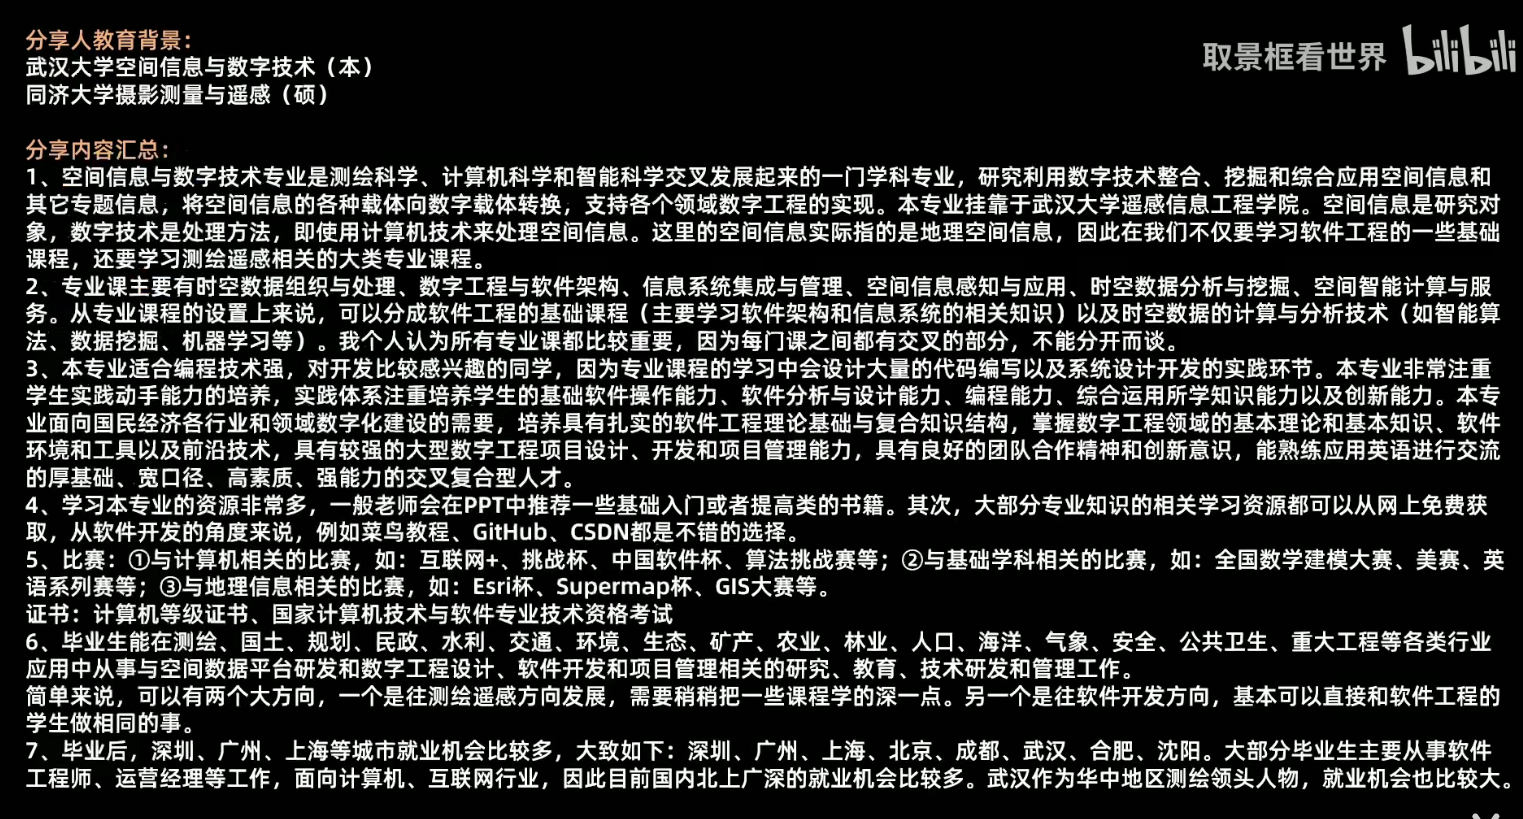 分享人教育背景：
武汉大学空间信息与数字技术（本）
同济大学摄影测量与遥感（硕）
取景框看世界 bilibili
分享内容汇总：
1、空间信息与数字技术专业是测绘科学、计算机科学和智能科学交叉发展起来的一门学科专业，研究利用数字技术整合、挖掘和综合应用空间信息和
其它专题信息，将空间信息的各种载体向数字载体转换，支持各个领域数字工程的实现。本专业挂靠于武汉大学遥感信息工程学院。空间信息是研究对
象，数字技术是处理方法，即使用计算机技术来处理空间信息。这里的空间信息实际指的是地理空间信息，因此在我们不仅要学习软件工程的一些基础
课程，还要学习测绘遥感相关的大类专业课程。
2、专业课主要有时空数据组织与处理、数字工程与软件架构、信息系统集成与管理、空间信息感知与应用、时空数据分析与挖掘、空间智能计算与服
务。从专业课程的设置上来说，可以分成软件工程的基础课程（主要学习软件架构和信息系统的相关知识）以及时空数据的计算与分析技术（如智能算
法、数据挖掘、机器学习等）。我个人认为所有专业课都比较重要，因为每门课之间都有交叉的部分，不能分开而谈。
3、本专业适合编程技术强，对开发比较感兴趣的同学，因为专业课程的学习中会设计大量的代码编写以及系统设计开发的实践环节。本专业非常注重
学生实践动手能力的培养，实践体系注重培养学生的基础软件操作能力、软件分析与设计能力、编程能力、综合运用所学知识能力以及创新能力。本专
业面向国民经济各行业和领域数字化建设的需要，培养具有扎实的软件工程理论基础与复合知识结构，掌握数字工程领域的基本理论和基本知识、软件
环境和工具以及前沿技术，具有较强的大型数字工程项目设计、开发和项目管理能力，具有良好的团队合作精神和创新意识，能熟练应用英语进行交流
的厚基础、宽口径、高素质、强能力的交叉复合型人才。
4、学习本专业的资源非常多，一般老师会在PPT中推荐一些基础入门或者提高类的书籍。其次，大部分专业知识的相关学习资源都可以从网上免费获
取，从软件开发的角度来说，例如菜鸟教程、GitHub、CSDN都是不错的选择。
5、比赛：①与计算机相关的比赛，如：互联网+、挑战杯、中国软件杯、算法挑战赛等；②与基础学科相关的比赛，如：全国数学建模大赛、美赛、英
语系列赛等；③与地理信息相关的比赛，如：Esri杯、Supermap杯、GIS大赛等。
证书：计算机等级证书、国家计算机技术与软件专业技术资格考试
6、毕业生能在测绘、国土、规划、民政、水利、交通、环境、生态、矿产、农业、林业、人口、海洋、气象、安全、公共卫生、重大工程等各类行业
应用中从事与空间数据平台研发和数字工程设计、软件开发和项目管理相关的研究、教育、技术研发和管理工作。
简单来说，可以有两个大方向，一个是往测绘遥感方向发展，需要稍稍把一些课程学的深一点。另一个是往软件开发方向，基本可以直接和软件工程的
学生做相同的事。
7、毕业后，深圳、广州、上海等城市就业机会比较多，大致如下：深圳、广州、上海、北京、成都、武汉、合肥、沈阳。大部分毕业生主要从事软件
工程师、运营经理等工作，面向计算机、互联网行业，因此目前国内北上广深的就业机会比较多。武汉作为华中地区测绘领头人物，就业机会也比较大。